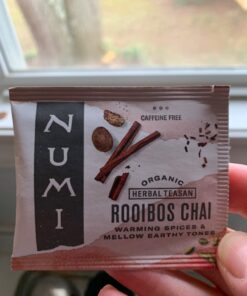 NUMI
CAFFEINE FREE
ORGANIC
HERBAL TEASAN
ROOIBOS CHAI
WARMING SPICES &
MELLOW EARTHY TONES